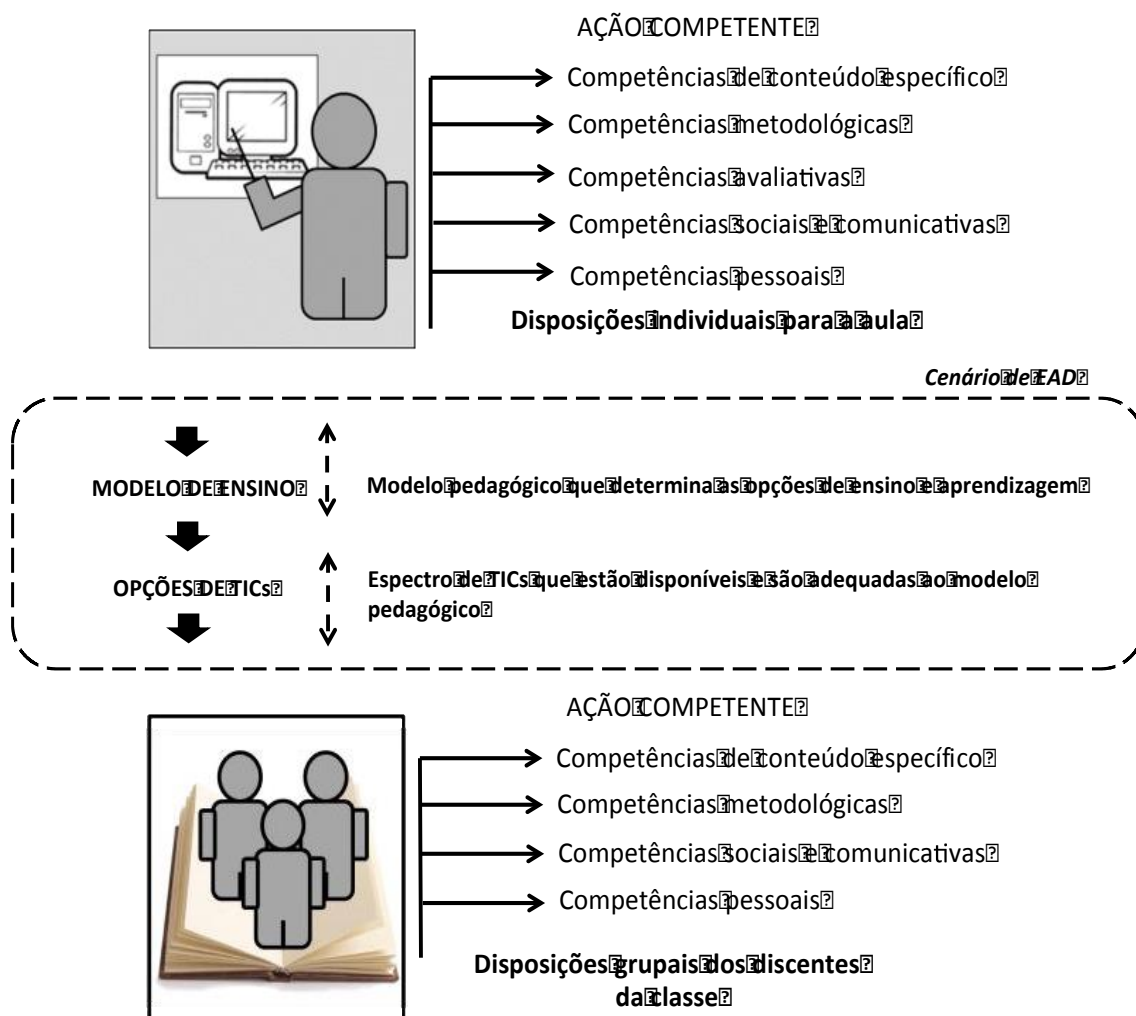 AÇÃO COMPETENTE
Competências de conteúdo específico
Competências metodológicas
Competências avaliativas
Competências sociais e comunicativas
Competências pessoais
Disposições individuais para a aula
Cenário de EAD
MODELO DE ENSINO
Modelo pedagógico que determina as opções de ensino e aprendizagem
OPÇÕES DE TICs
Espectro de TICs que estão disponíveis e são adequadas ao modelo
pedagógico
AÇÃO COMPETENTE
Competências de conteúdo específico
Competências metodológicas
Competências sociais e comunicativas
Competências pessoais
Disposições grupais dos discentes
da classe